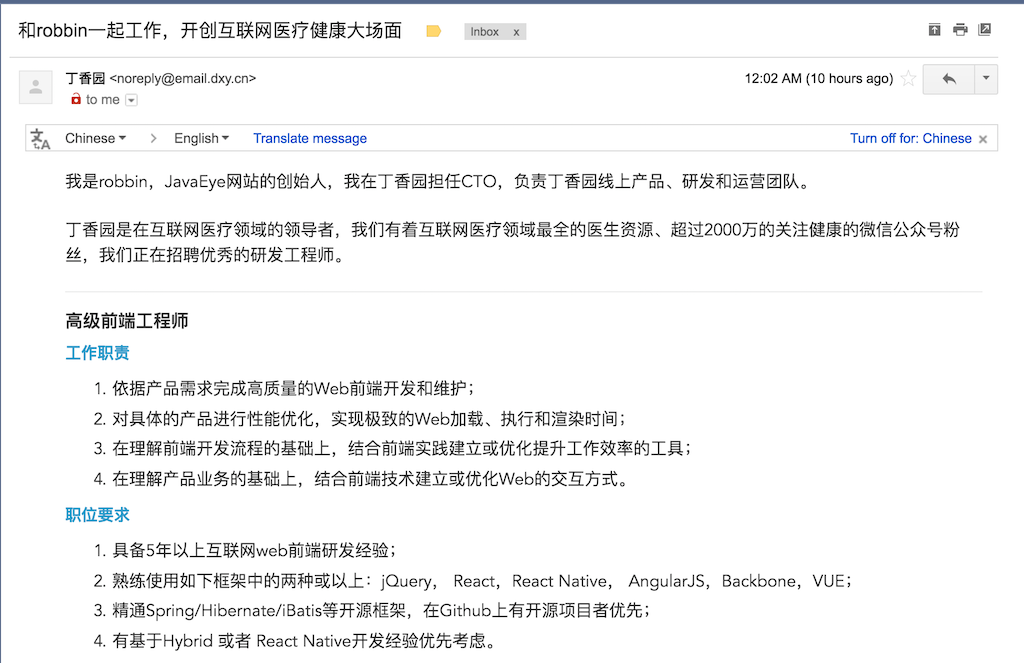 和robbin一起工作，开创互联网医疗健康大场面 Inbox x
丁香园 <noreply@email.dxy.cn> 12:02 AM (10 hours ago)
to me
Chinese > English Translate message Turn off for: Chinese x
我是robbin，JavaEye网站的创始人，我在丁香园担任CTO，负责丁香园线上产品、研发和运营团队。
丁香园是在互联网医疗领域的领导者，我们有着互联网医疗领域最全的医生资源、超过2000万的关注健康的微信公众号粉
丝，我们正在招聘优秀的研发工程师。
高级前端工程师
工作职责
1. 依据产品需求完成高质量的Web前端开发和维护；
2. 对具体的产品进行性能优化，实现极致的Web加载、执行和渲染时间；
3. 在理解前端开发流程的基础上，结合前端实践建立或优化提升工作效率的工具；
4. 在理解产品业务的基础上，结合前端技术建立或优化Web的交互方式。
职位要求
1. 具备5年以上互联网web前端研发经验；
2. 熟练使用如下框架中的两种或以上：jQuery， React，React Native， AngularJS，Backbone，VUE；
3. 精通Spring/Hibernate/iBatis等开源框架，在Github上有开源项目者优先；
4. 有基于Hybrid 或者 React Native开发经验优先考虑。